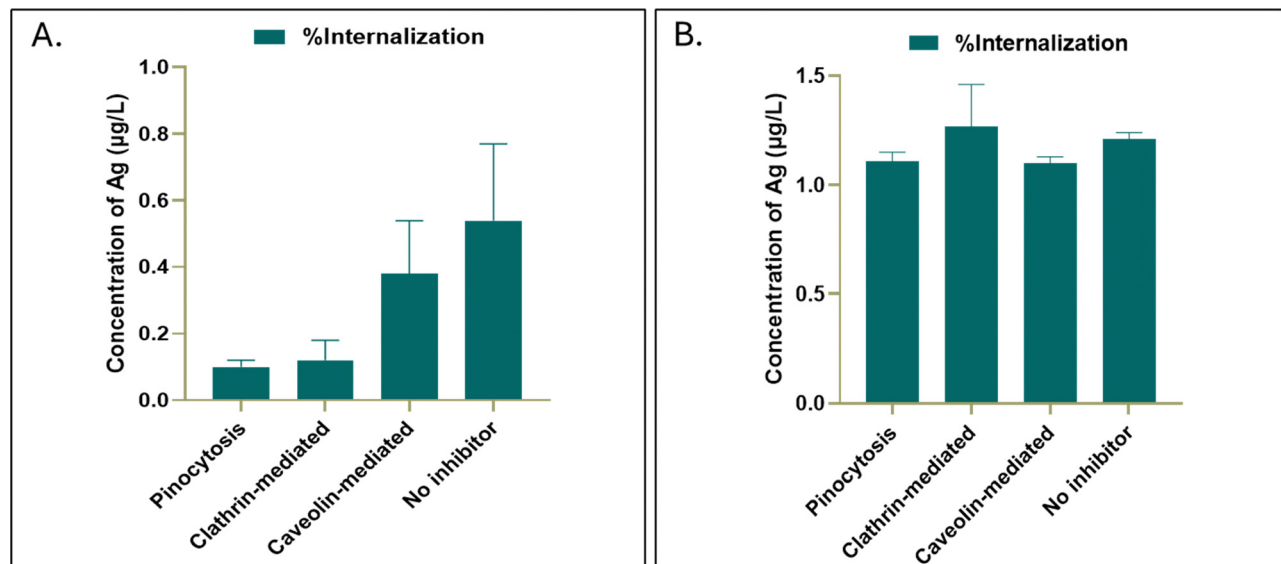 A.
%Internalization
Concentration of Ag (µg/L)
1.0
0.8
0.6
0.4
0.2
0.0
Pinocytosis
Clathrin-mediated
Caveolin-mediated
No inhibitor
B.
%Internalization
Concentration of Ag (µg/L)
1.5
1.0
0.5
0.0
Pinocytosis
Clathrin-mediated
Caveolin-mediated
No inhibitor